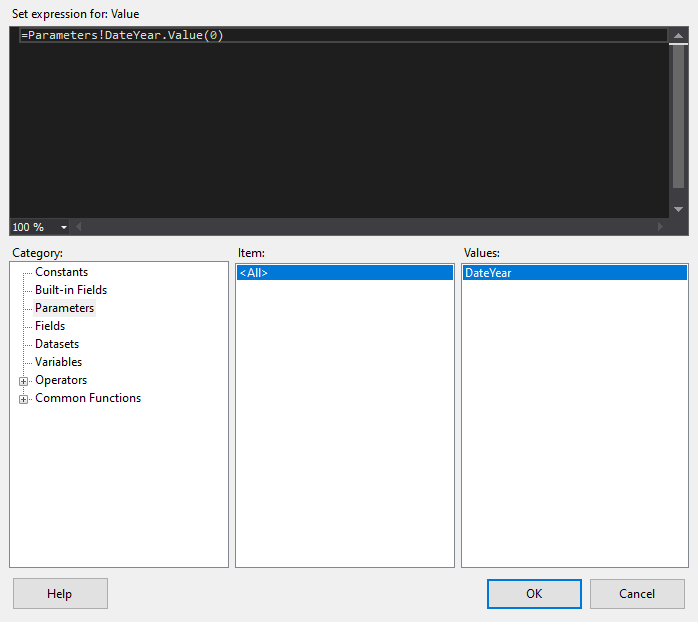 Set expression for: Value
=Parameters!DateYear.Value(0)
100 %
Category:
Item:
Values:
Constants
Built-in Fields
Parameters
Fields
Datasets
Variables
Operators
Common Functions
<All>
DateYear
Help
OK
Cancel